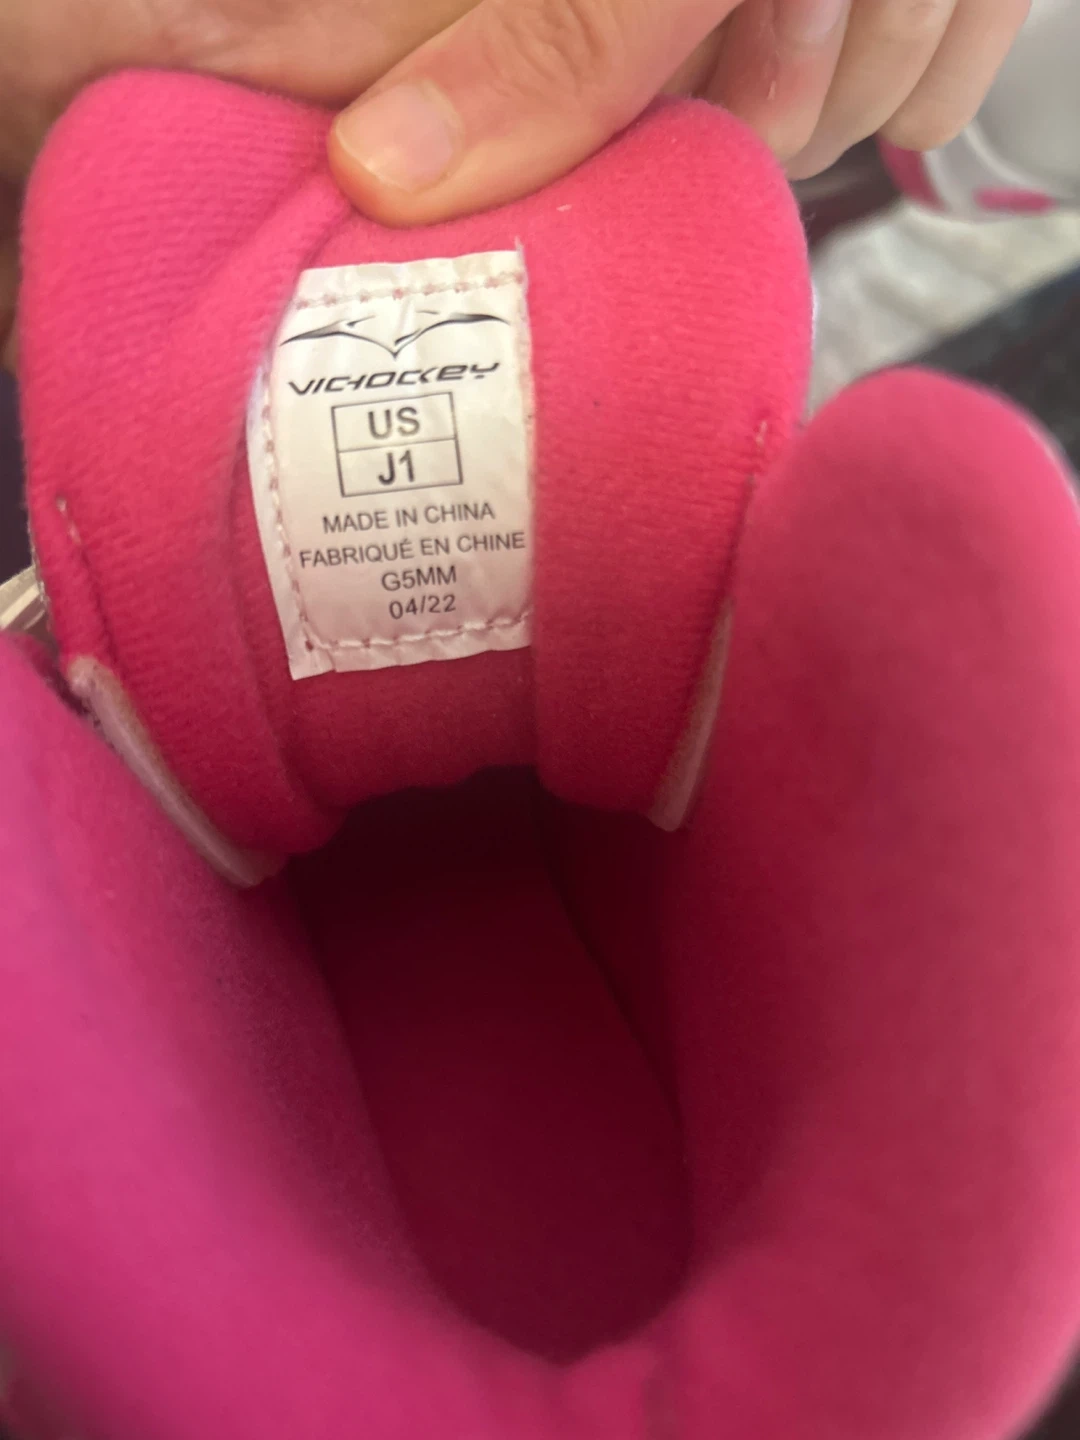 VICHOCKEY
US
J1
MADE IN CHINA
FABRIQUÉ EN CHINE
G5MM
04/22